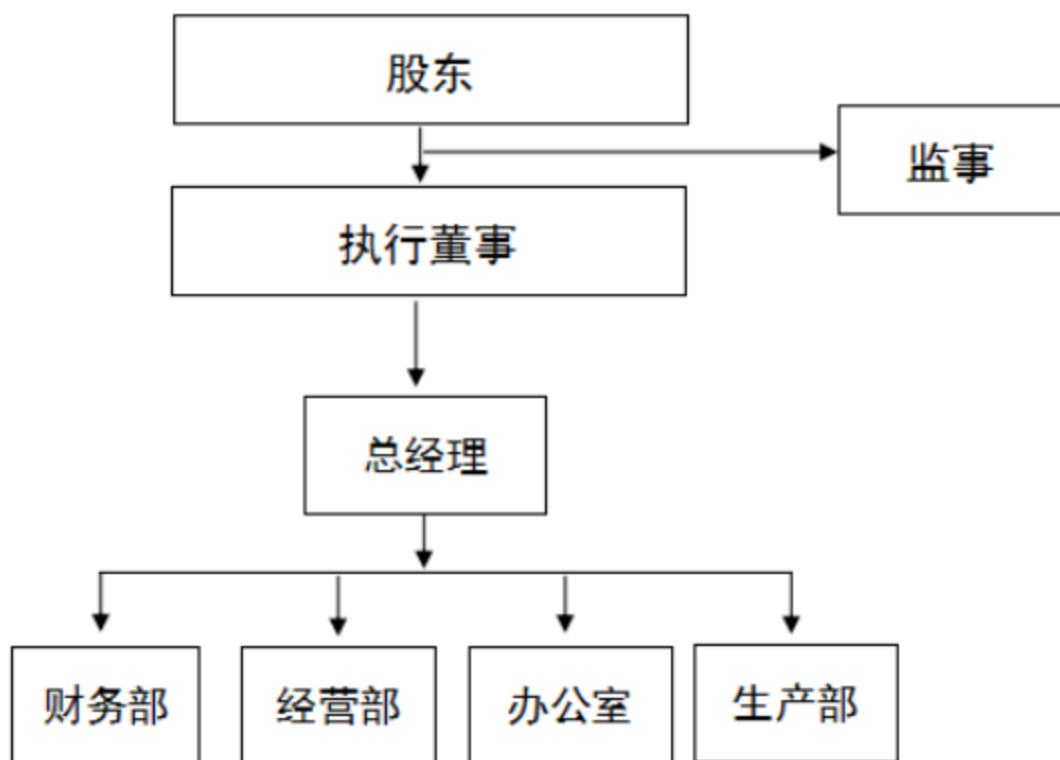 股东
监事
执行董事
总经理
财务部
经营部
办公室
生产部